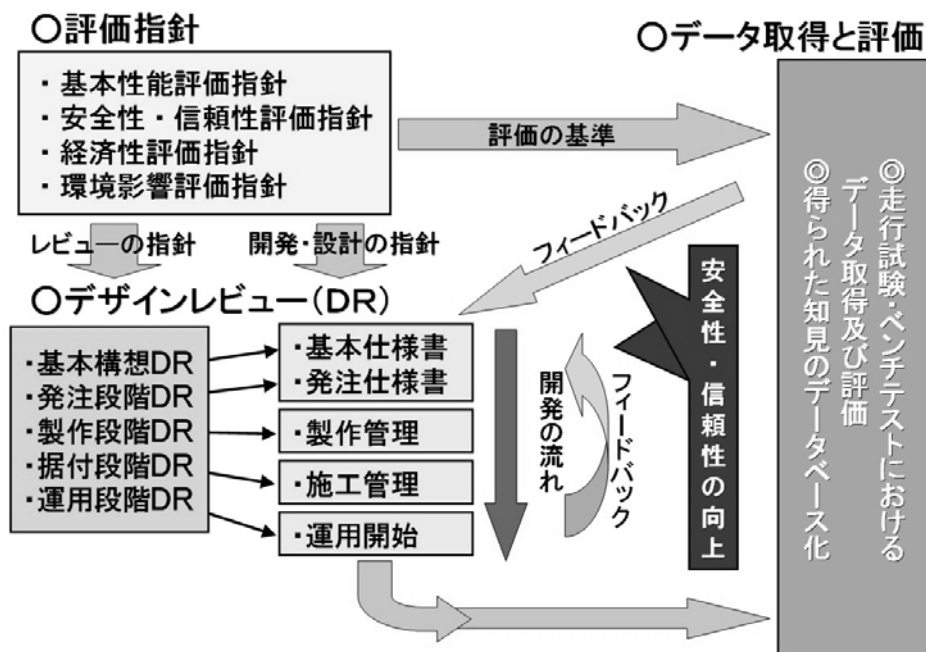 〇評価指針
・基本性能評価指針
・安全性・信頼性評価指針
・経済性評価指針
・環境影響評価指針
評価の基準
〇データ取得と評価
◎走行試験・ベンチテストにおける
データ取得及び評価
◎得られた知見のデータベース化
レビューの指針
開発・設計の指針
フィードバック
〇デザインレビュー(DR)
・基本構想DR
・発注段階DR
・製作段階DR
・据付段階DR
・運用段階DR
・基本仕様書
・発注仕様書
・製作管理
・施工管理
・運用開始
開発の流れ
フィードバック
安全性・信頼性の向上